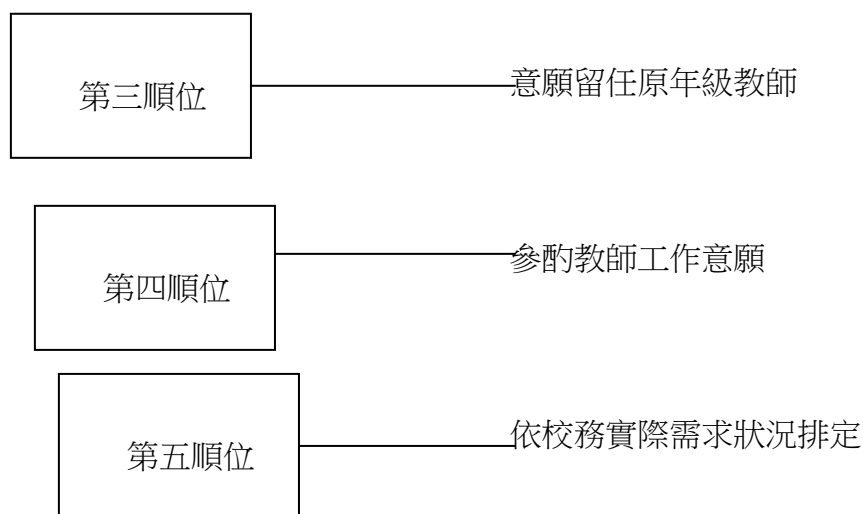 第三順位
意願留任原年級教師
第四順位
參酌教師工作意願
第五順位
依校務實際需求狀況排定